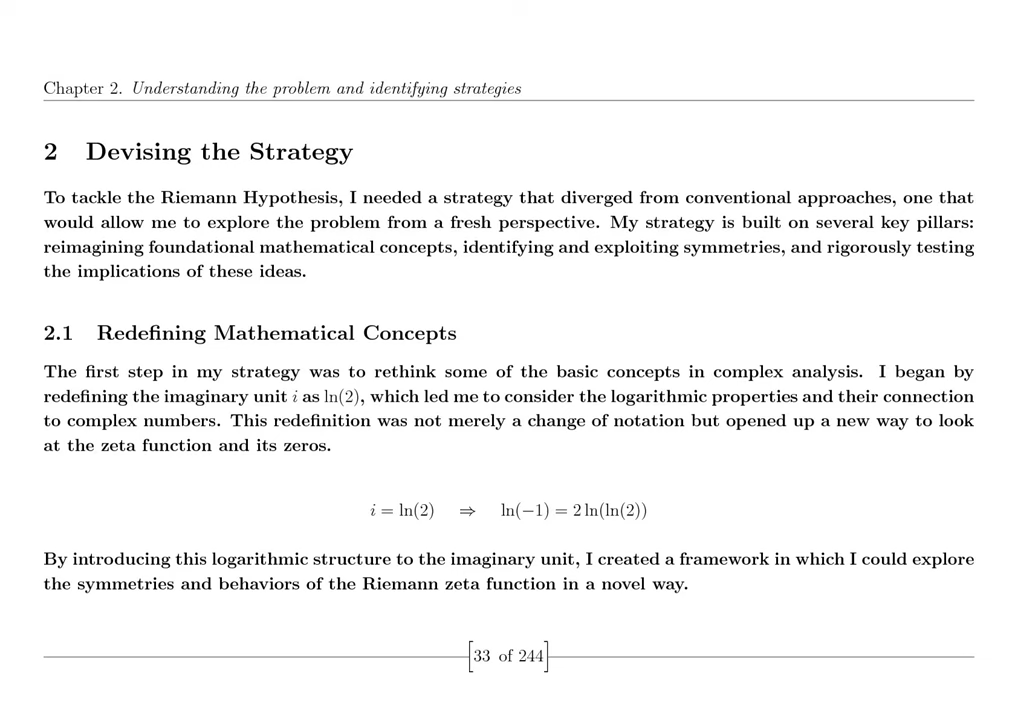 Chapter 2. Understanding the problem and identifying strategies
2 Devising the Strategy
To tackle the Riemann Hypothesis, I needed a strategy that diverged from conventional approaches, one that
would allow me to explore the problem from a fresh perspective. My strategy is built on several key pillars:
reimagining foundational mathematical concepts, identifying and exploiting symmetries, and rigorously testing
the implications of these ideas.
2.1 Redefining Mathematical Concepts
The first step in my strategy was to rethink some of the basic concepts in complex analysis. I began by
redefining the imaginary unit i as ln(2), which led me to consider the logarithmic properties and their connection
to complex numbers. This redefinition was not merely a change of notation but opened up a new way to look
at the zeta function and its zeros.
i = ln(2) ⇒ ln(−1) = 2 ln(ln(2))
By introducing this logarithmic structure to the imaginary unit, I created a framework in which I could explore
the symmetries and behaviors of the Riemann zeta function in a novel way.
[33 of 244]